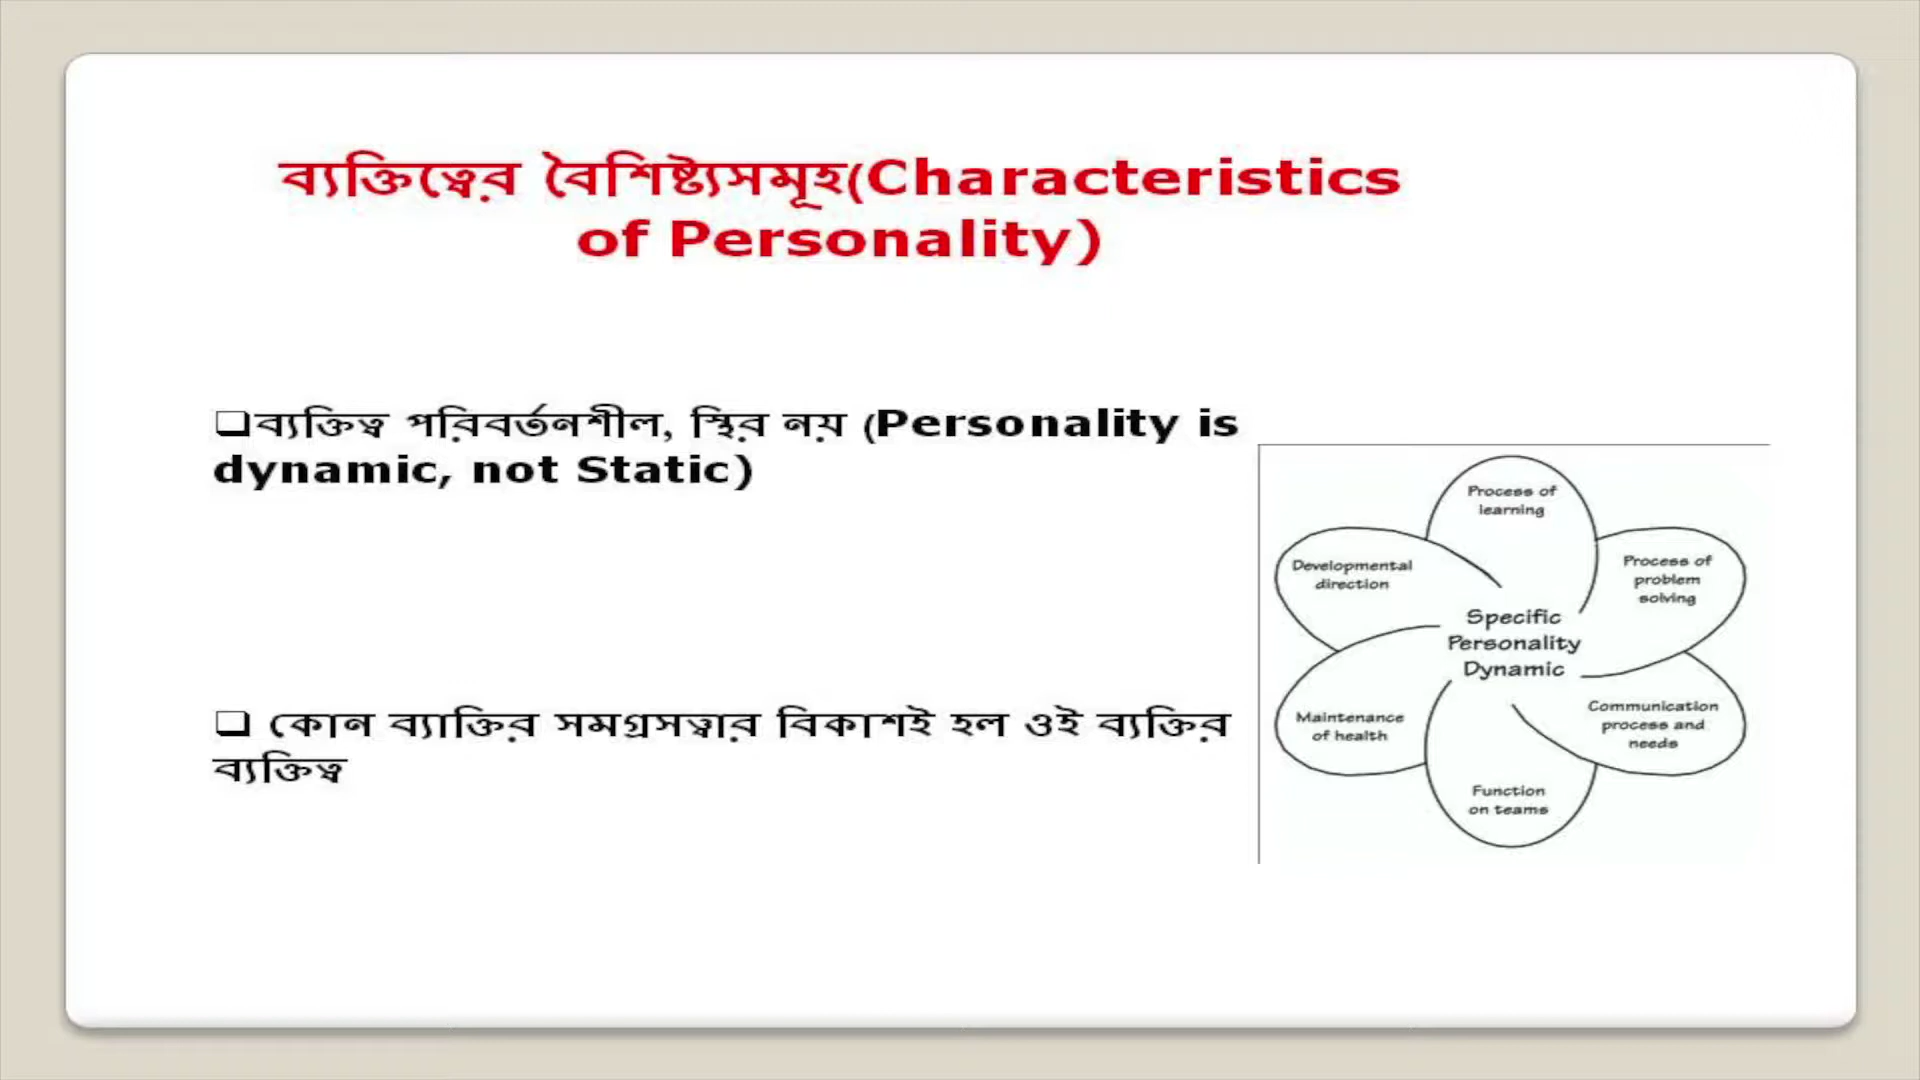 ব্যক্তিত্বের বৈশিষ্ট্যসমূহ(Characteristics
of Personality)
❑ব্যক্তিত্ব পরিবর্তনশীল, স্থির নয় (Personality is
dynamic, not Static)
❑ কোন ব্যাক্তির সমগ্রসত্ত্বার বিকাশই হল ওই ব্যক্তির
ব্যক্তিত্ব
Process of
learning
Process of
problem
solving
Communication
process and
needs
Function
on teams
Maintenance
of health
Developmental
direction
Specific
Personality
Dynamic